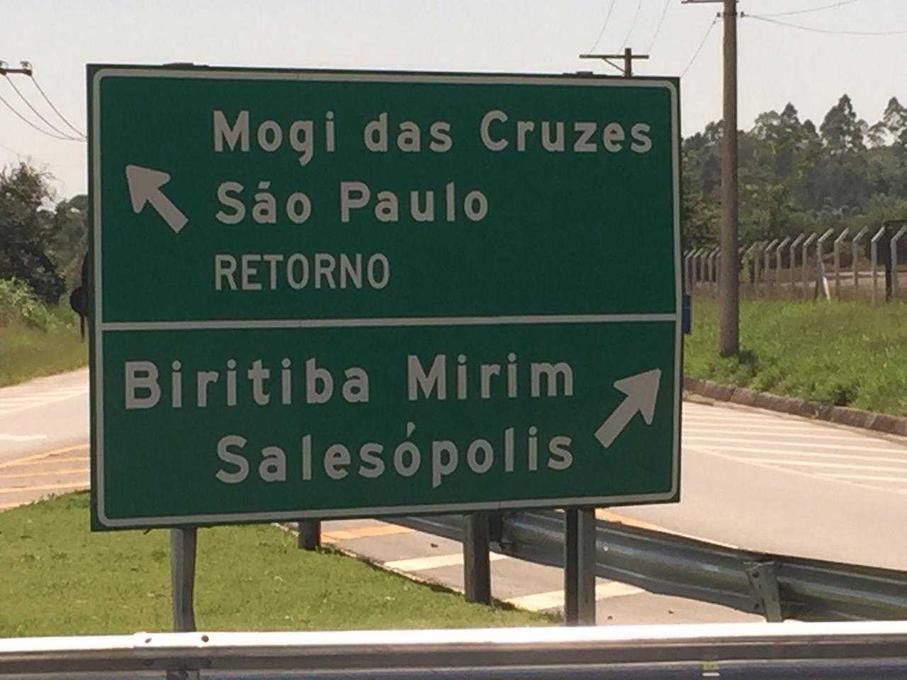 Mogi das Cruzes
São Paulo
RETORNO
Biritiba Mirim
Salesópolis